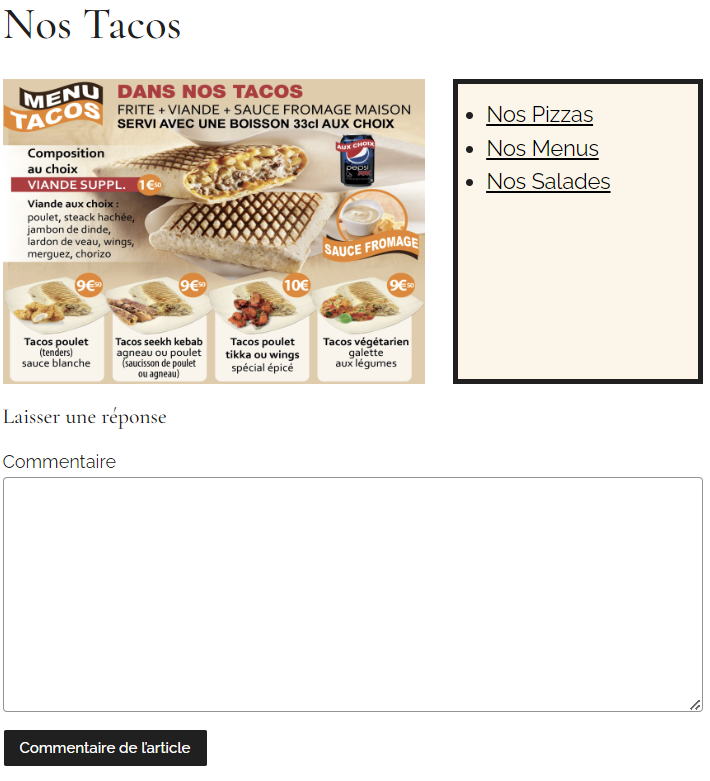 Nos Tacos
MENU
TACOS
DANS NOS TACOS
FRITE + VIANDE + SAUCE FROMAGE MAISON
SERVI AVEC UNE BOISSON 33cl AUX CHOIX
Composition
au choix
VIANDE SUPPL. 1€50
Viande aux choix :
poulet, steack hachée,
jambon de dinde,
lardon de veau, wings,
merguez, chorizo
AUX CHOIX
pepsi
SAUCE FROMAGE
9€50
Tacos poulet
(tenders)
sauce blanche
9€50
Tacos seekh kebab
agneau ou poulet
(saucisson de poulet
ou agneau)
10€
Tacos poulet
tikka ou wings
spécial épicé
9€50
Tacos végétarien
galette
aux légumes
Nos Pizzas
Nos Menus
Nos Salades
Laisser une réponse
Commentaire
Commentaire de l'article